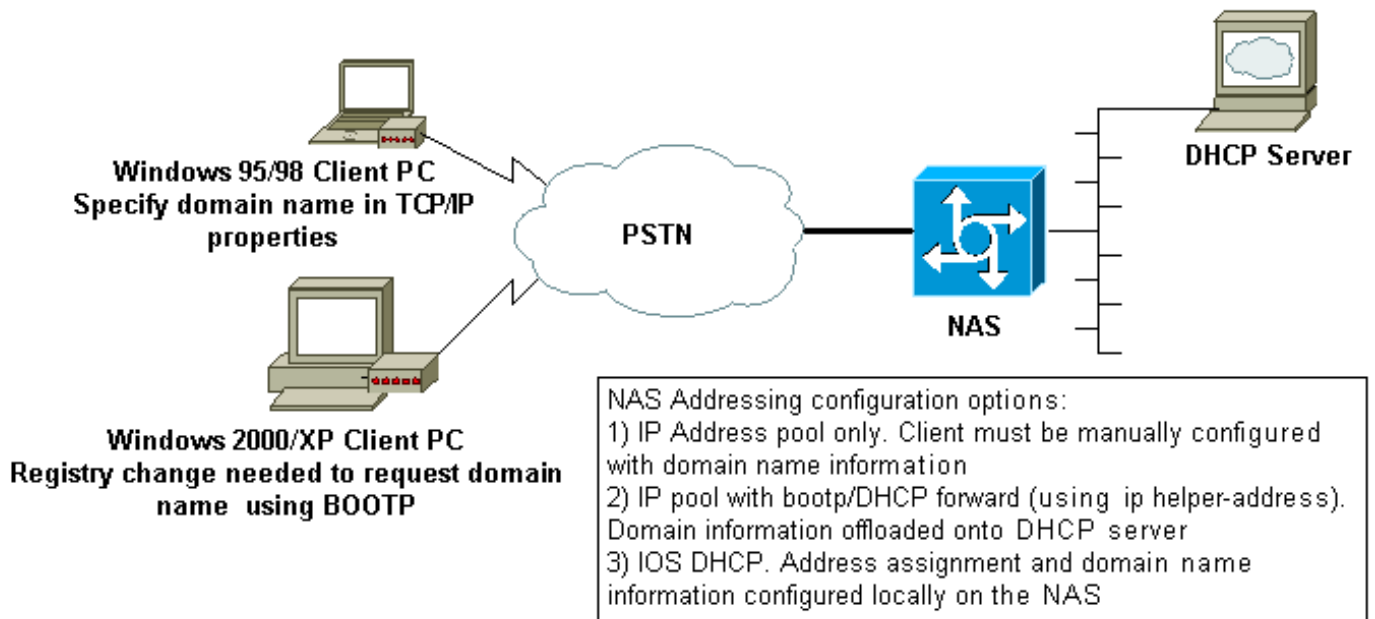 Windows 95/98 Client PC
Specify domain name in TCP/IP
properties
PSTN
NAS
DHCP Server
Windows 2000/XP Client PC
Registry change needed to request domain
name using BOOTP
NAS Addressing configuration options:
1) IP Address pool only. Client must be manually configured
with domain name information
2) IP pool with bootp/DHCP forward (using ip helper-address).
Domain information offloaded onto DHCP server
3) IOS DHCP. Address assignment and domain name
information configured locally on the NAS